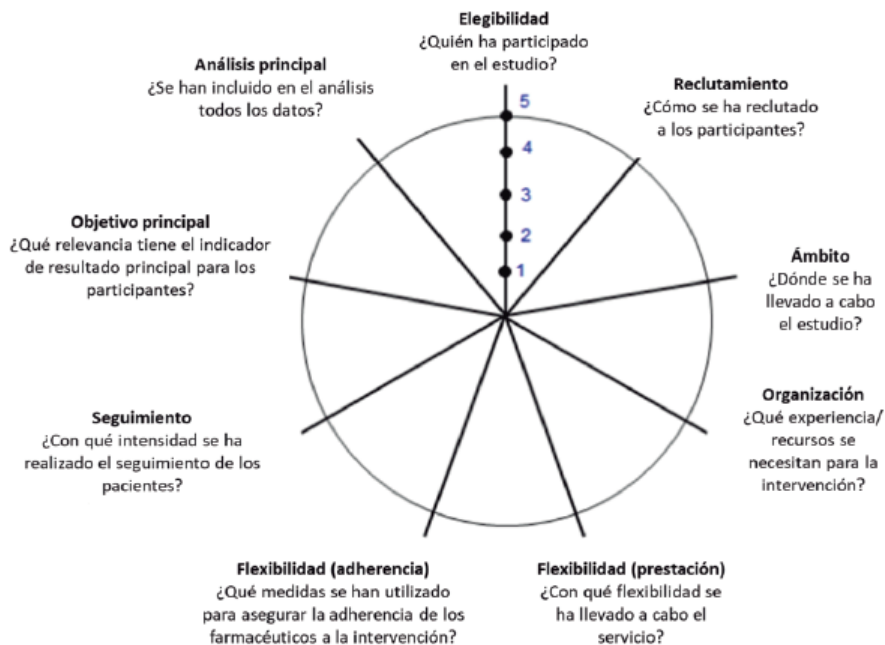 Elegibilidad
¿Quién ha participado
en el estudio?
Análisis principal
¿Se han incluido en el análisis
todos los datos?
Reclutamiento
¿Cómo se ha reclutado
a los participantes?
5
4
3
2
1
Objetivo principal
¿Qué relevancia tiene el indicador
de resultado principal para los
participantes?
Ámbito
¿Dónde se ha
llevado a cabo
el estudio?
Seguimiento
¿Con qué intensidad se ha
realizado el seguimiento de los
pacientes?
Organización
¿Qué experiencia/
recursos se
necesitan para la
intervención?
Flexibilidad (adherencia)
¿Qué medidas se han utilizado
para asegurar la adherencia de los
farmacéuticos a la intervención?
Flexibilidad (prestación)
¿Con qué flexibilidad se
ha llevado a cabo el
servicio?